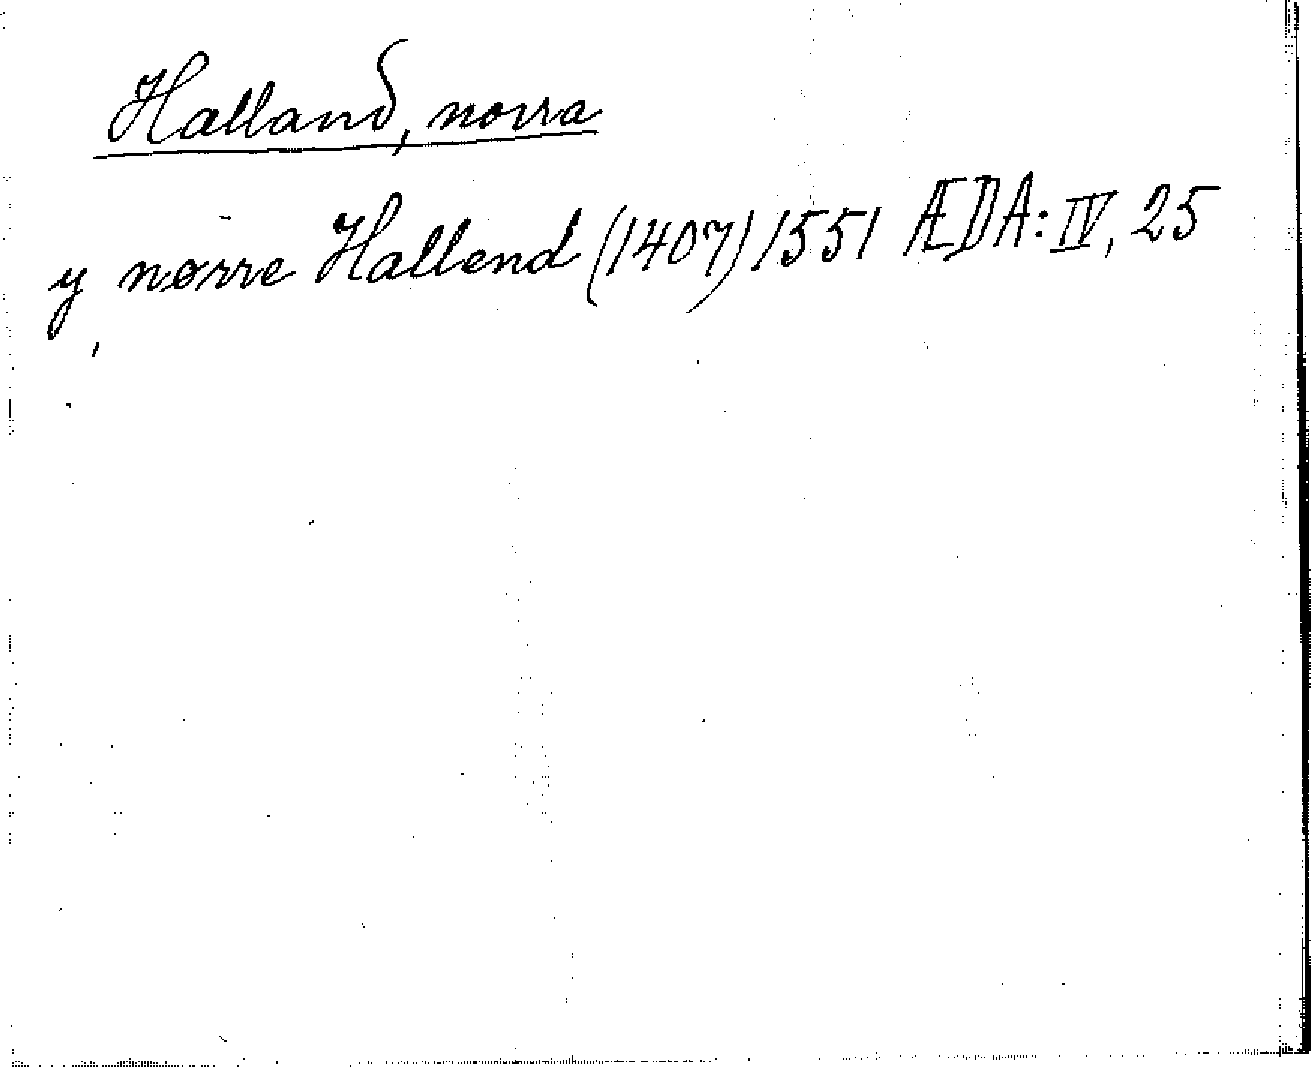 Halland, norra
y nørre Hallend (1407) 1551 ÆDA: IV, 25